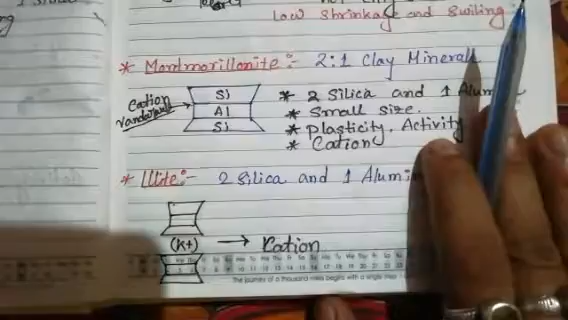 Low Shrinkage and Swiling
* Montmorillonite:- 2:1 Clay Minerals
Cation
Vandarwall
Si
Al
Si
* 2 Silica and 1 Alum
* Small size.
* Plasticity, Activity
* Cation
* Illite:- 2 Silica and 1 Alumi
(K+) → Cation
The journey of a thousand miles begins with a single step